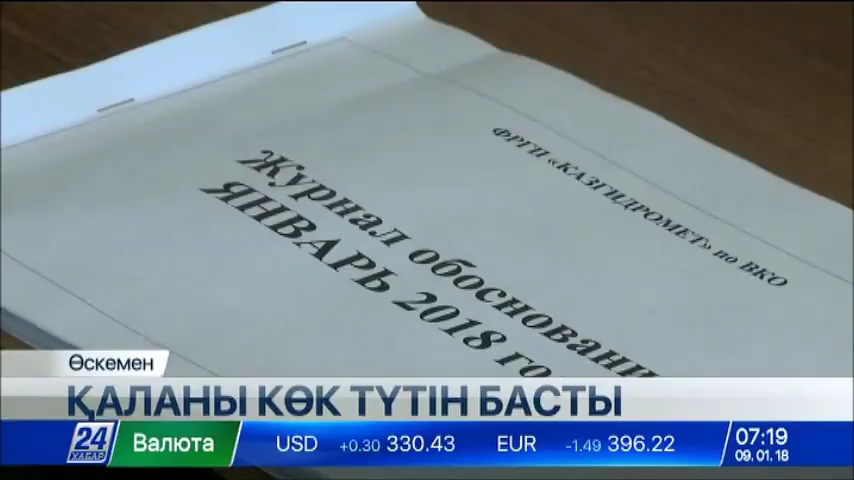 ФРГП «КАЗГИДРОМЕТ» по ВКО
Журнал обосновани
ЯНВАРЬ 2018 го
Өскемен
ҚАЛАНЫ КӨК ТҮТІН БАСТЫ
24 ХАБАР Валюта USD +0.30 330.43 EUR -1.49 396.22 07:19
09.01.18